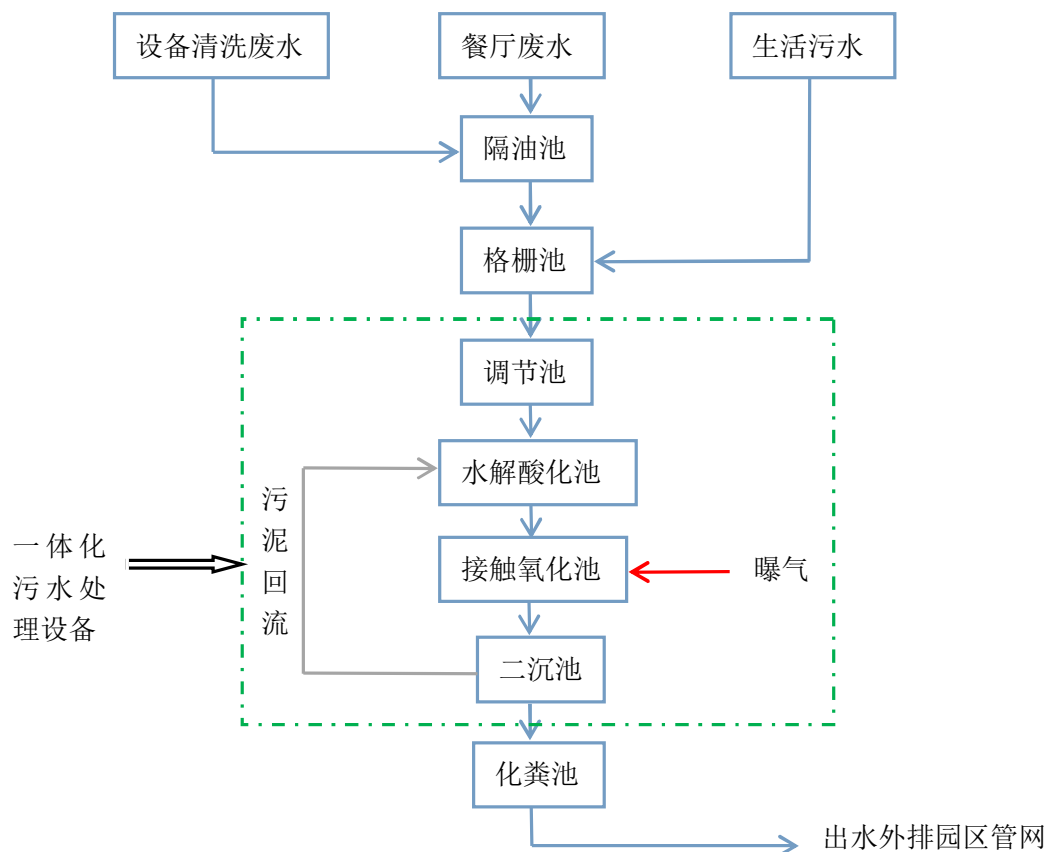 设备清洗废水
餐厅废水
生活污水
隔油池
格栅池
调节池
水解酸化池
污
泥
回
流
一体化
污水处
理设备
接触氧化池
曝气
二沉池
化粪池
出水外排园区管网